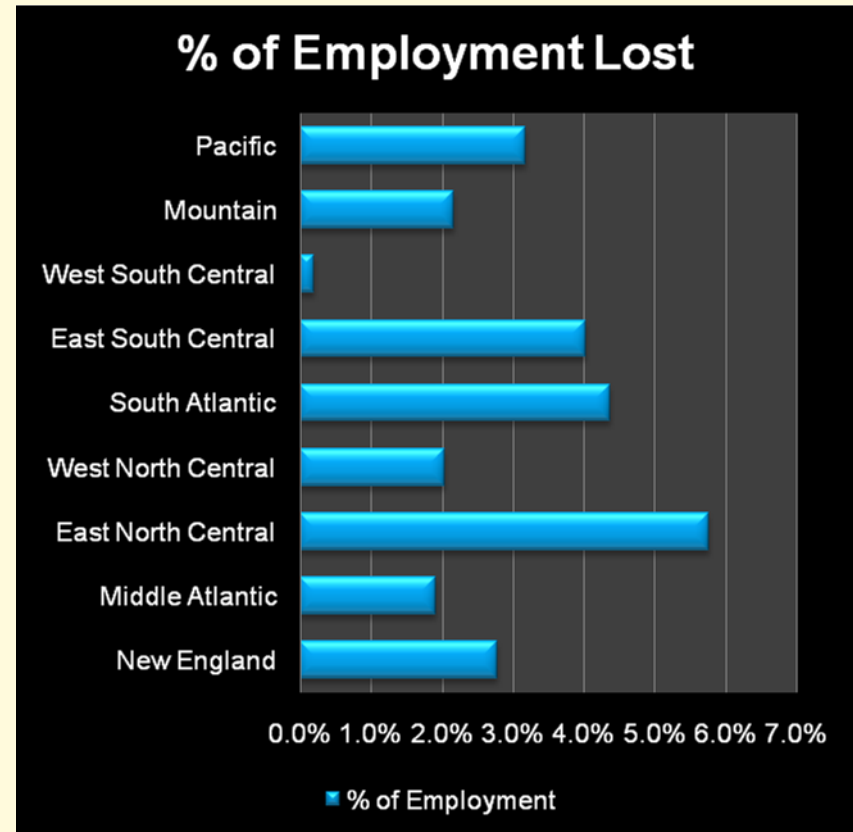 % of Employment Lost
Pacific
Mountain
West South Central
East South Central
South Atlantic
West North Central
East North Central
Middle Atlantic
New England
0.0% 1.0% 2.0% 3.0% 4.0% 5.0% 6.0% 7.0%
% of Employment